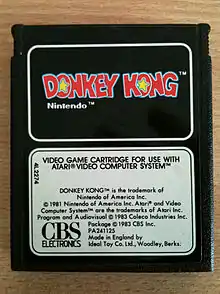 DONKEY KONG™
Nintendo™
4L 2274
VIDEO GAME CARTRIDGE FOR USE WITH
ATARI® VIDEO COMPUTER SYSTEM™
DONKEY KONG™ is the trademark of
Nintendo of America Inc.
© 1981 Nintendo of America Inc. Atari® and Video
Computer System™ are the trademarks of Atari Inc.
Program and Audiovisual © 1983 Coleco Industries Inc.
Package © 1983 CBS Inc.
PA241125
Made in England by
Ideal Toy Co. Ltd., Woodley, Berks.
CBS
ELECTRONICS